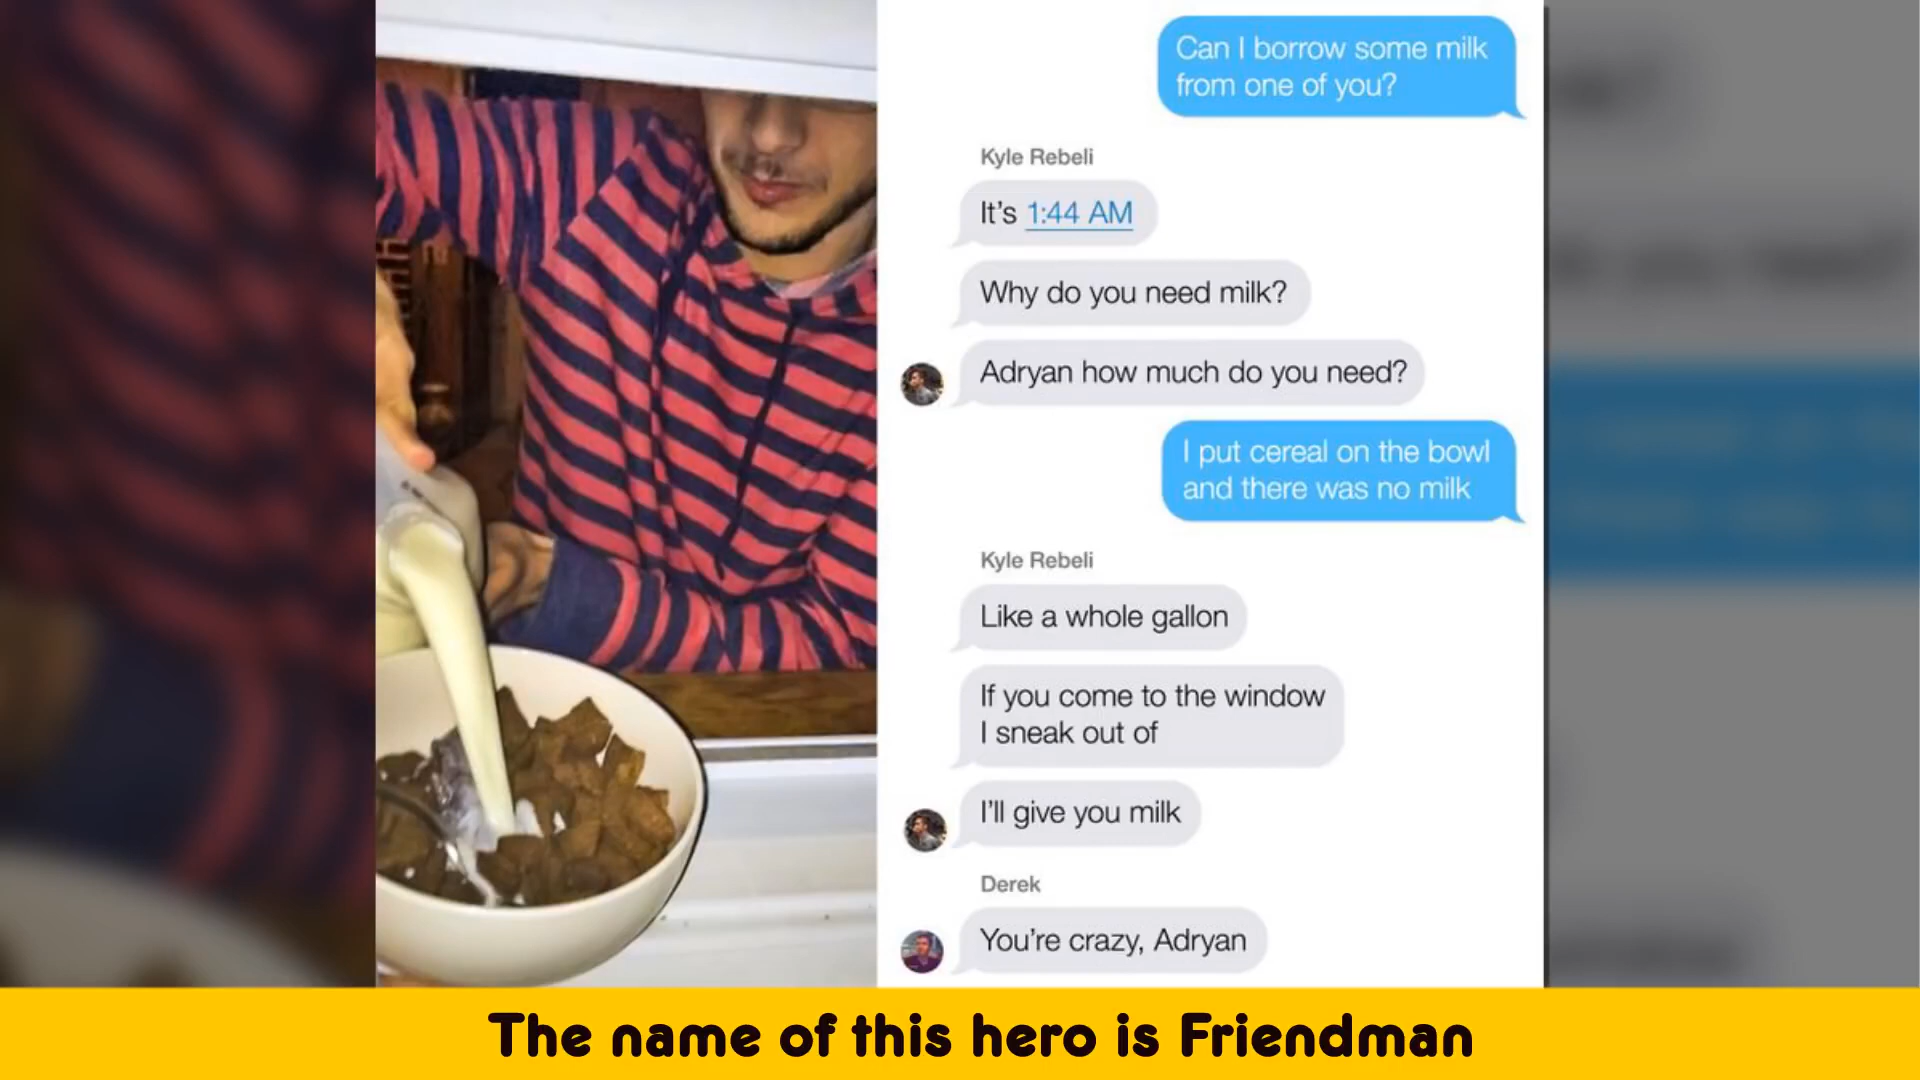 Can I borrow some milk
from one of you?
Kyle Rebeli
It's 1:44 AM
Why do you need milk?
Adryan how much do you need?
I put cereal on the bowl
and there was no milk
Kyle Rebeli
Like a whole gallon
If you come to the window
I sneak out of
I'll give you milk
Derek
You're crazy, Adryan
The name of this hero is Friendman